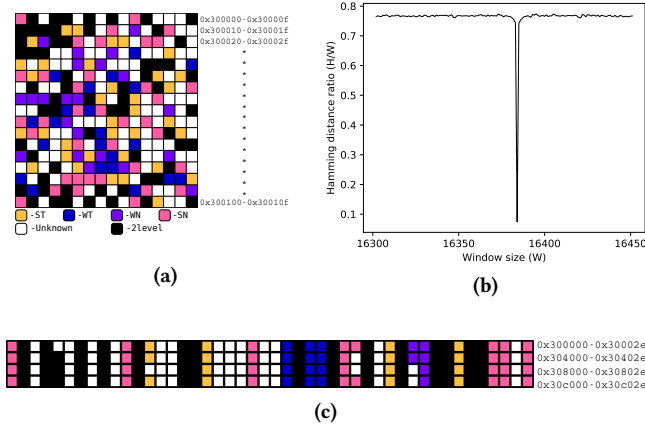 0x300000-0x30000f
0x300010-0x30001f
0x300020-0x30002f
*
*
*
*
*
*
*
*
*
*
*
*
*
0x300100-0x30010f
-ST -WT -WN -SN
-Unknown -2level
(a)
Hamming distance ratio (H/W)
0.8
0.7
0.6
0.5
0.4
0.3
0.2
0.1
16300 16350 16400 16450
Window size (W)
(b)
0x300000-0x30002e
0x304000-0x30402e
0x308000-0x30802e
0x30c000-0x30c02e
(c)